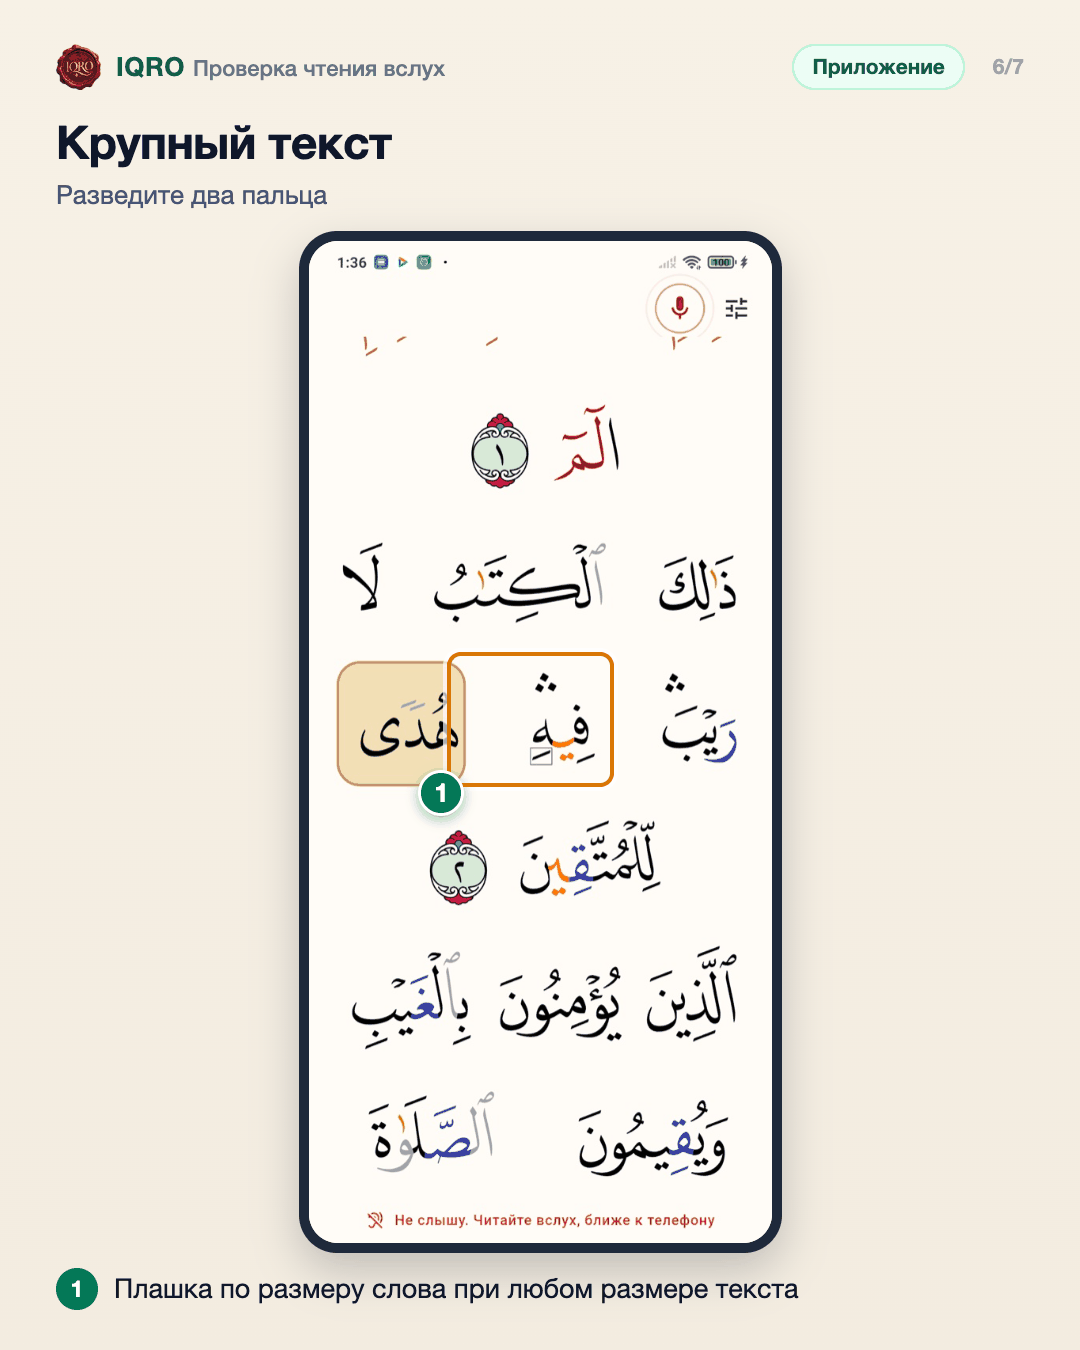 IQRO Проверка чтения вслух
Приложение 6/7
Крупный текст
Разведите два пальца
1:36 100
الٓمٓ ١
ذَٰلِكَ ٱلْكِتَٰبُ لَا
رَيْبَ ۛ فِيهِ ۛ هُدًى
1
لِّلْمُتَّقِينَ ٢
ٱلَّذِينَ يُؤْمِنُونَ بِٱلْغَيْبِ
وَيُقِيمُونَ ٱلصَّلَوٰةَ
Не слышу. Читайте вслух, ближе к телефону
1 Плашка по размеру слова при любом размере текста